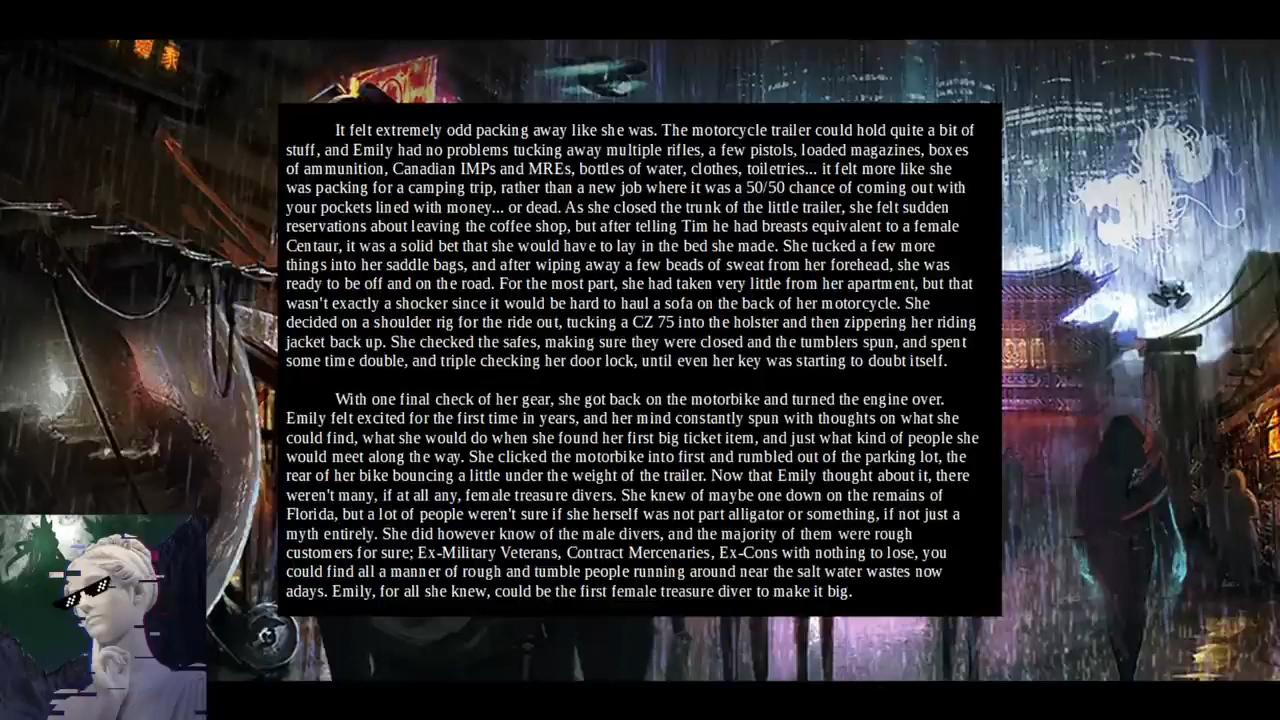 It felt extremely odd packing away like she was. The motorcycle trailer could hold quite a bit of
stuff, and Emily had no problems tucking away multiple rifles, a few pistols, loaded magazines, boxes
of ammunition, Canadian IMPs and MREs, bottles of water, clothes, toiletries... it felt more like she
was packing for a camping trip, rather than a new job where it was a 50/50 chance of coming out with
your pockets lined with money... or dead. As she closed the trunk of the little trailer, she felt sudden
reservations about leaving the coffee shop, but after telling Tim he had breasts equivalent to a female
Centaur, it was a solid bet that she would have to lay in the bed she made. She tucked a few more
things into her saddle bags, and after wiping away a few beads of sweat from her forehead, she was
ready to be off and on the road. For the most part, she had taken very little from her apartment, but that
wasn't exactly a shocker since it would be hard to haul a sofa on the back of her motorcycle. She
decided on a shoulder rig for the ride out, tucking a CZ 75 into the holster and then zippering her riding
jacket back up. She checked the safes, making sure they were closed and the tumblers spun, and spent
some time double, and triple checking her door lock, until even her key was starting to doubt itself.
With one final check of her gear, she got back on the motorbike and turned the engine over.
Emily felt excited for the first time in years, and her mind constantly spun with thoughts on what she
could find, what she would do when she found her first big ticket item, and just what kind of people she
would meet along the way. She clicked the motorbike into first and rumbled out of the parking lot, the
rear of her bike bouncing a little under the weight of the trailer. Now that Emily thought about it, there
weren't many, if at all any, female treasure divers. She knew of maybe one down on the remains of
Florida, but a lot of people weren't sure if she herself was not part alligator or something, if not just a
myth entirely. She did however know of the male divers, and the majority of them were rough
customers for sure; Ex-Military Veterans, Contract Mercenaries, Ex-Cons with nothing to lose, you
could find all a manner of rough and tumble people running around near the salt water wastes now
adays. Emily, for all she knew, could be the first female treasure diver to make it big.